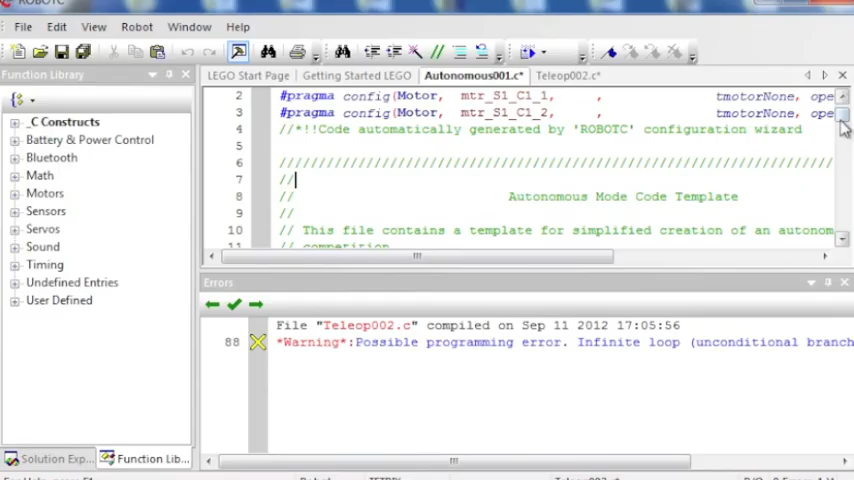 ROBOTC
File Edit View Robot Window Help
Function Library
LEGO Start Page Getting Started LEGO Autonomous001.c* Teleop002.c*
_C Constructs
Battery & Power Control
Bluetooth
Math
Motors
Sensors
Servos
Sound
Timing
Undefined Entries
User Defined
2 #pragma config(Motor, mtr_S1_C1_1, , tmotorNone, ope
3 #pragma config(Motor, mtr_S1_C1_2, , tmotorNone, ope
4 //*!!Code automatically generated by 'ROBOTC' configuration wizard
5
6 ////////////////////////////////////////////////////////////////////
7 //
8 // Autonomous Mode Code Template
9 //
10 // This file contains a template for simplified creation of an autonom
11 // competition
Errors
File "Teleop002.c" compiled on Sep 11 2012 17:05:56
88 *Warning*:Possible programming error. Infinite loop (unconditional branch
Solution Exp... Function Lib...